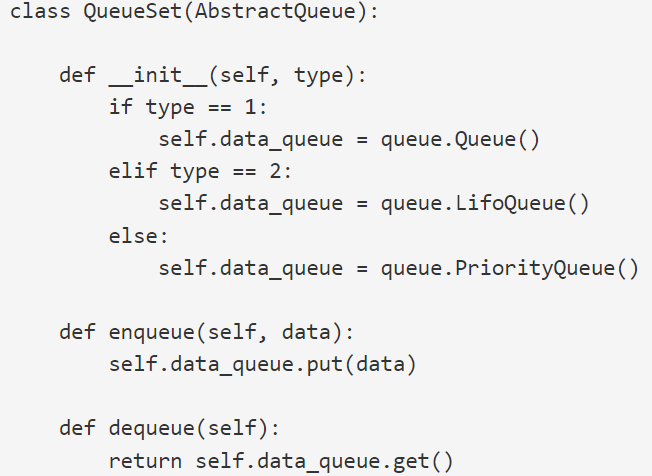 class QueueSet(AbstractQueue):
def __init__(self, type):
if type == 1:
self.data_queue = queue.Queue()
elif type == 2:
self.data_queue = queue.LifoQueue()
else:
self.data_queue = queue.PriorityQueue()
def enqueue(self, data):
self.data_queue.put(data)
def dequeue(self):
return self.data_queue.get()